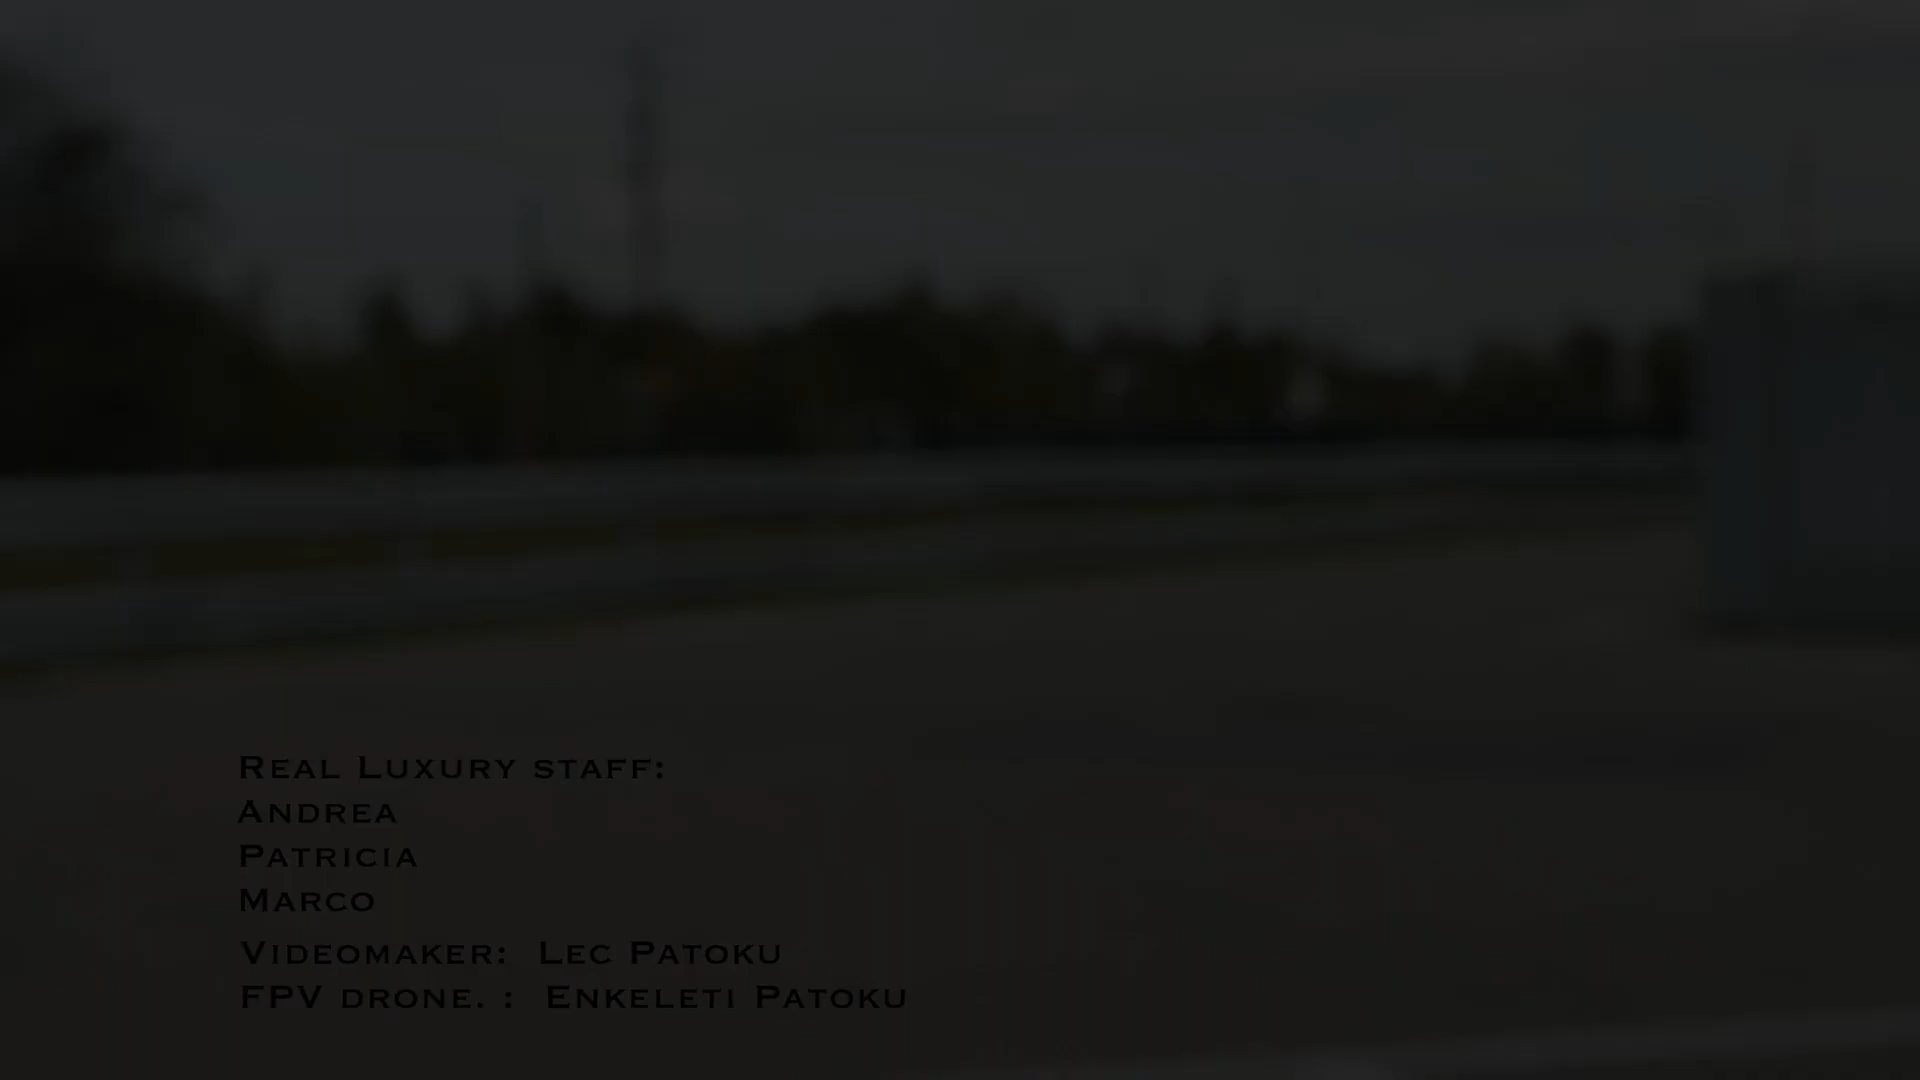 Real Luxury staff:
Andrea
Patricia
Marco
Videomaker: Lec Patoku
FPV drone. : Enkeleti Patoku